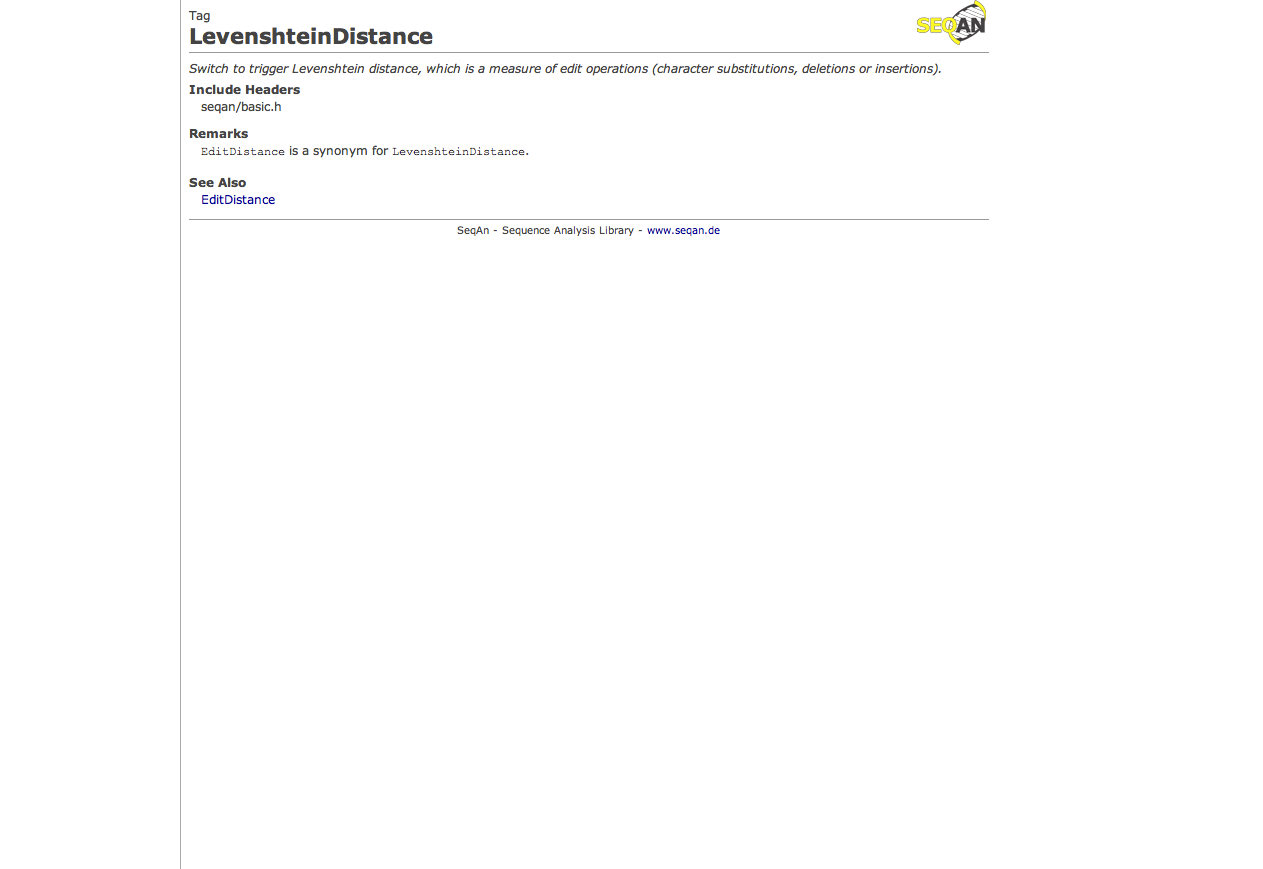 Tag
SEQAN
LevenshteinDistance
Switch to trigger Levenshtein distance, which is a measure of edit operations (character substitutions, deletions or insertions).
Include Headers
seqan/basic.h
Remarks
EditDistance is a synonym for LevenshteinDistance.
See Also
EditDistance
SeqAn - Sequence Analysis Library - www.seqan.de